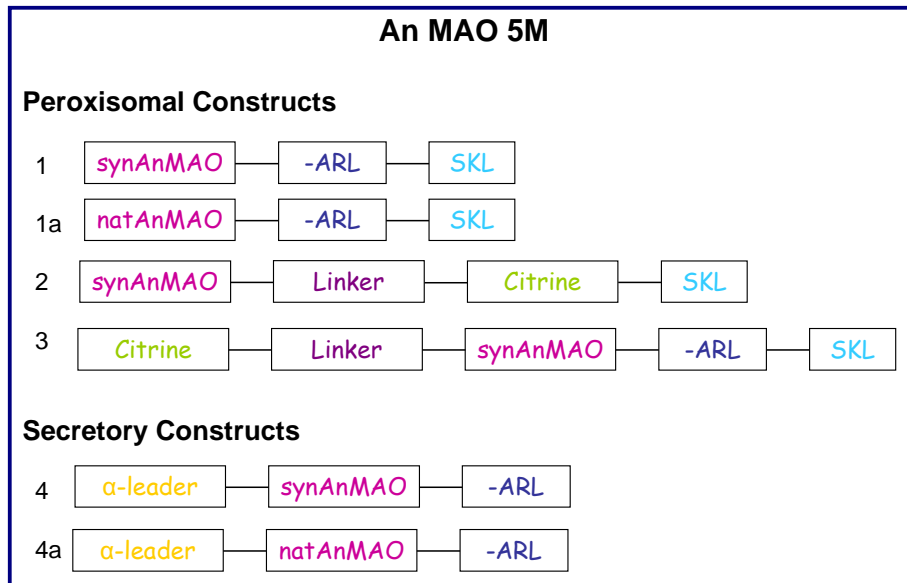 An MAO 5M
Peroxisomal Constructs
1 synAnMAO -ARL SKL
1a natAnMAO -ARL SKL
2 synAnMAO Linker Citrine SKL
3 Citrine Linker synAnMAO -ARL SKL
Secretory Constructs
4 α-leader synAnMAO -ARL
4a α-leader natAnMAO -ARL